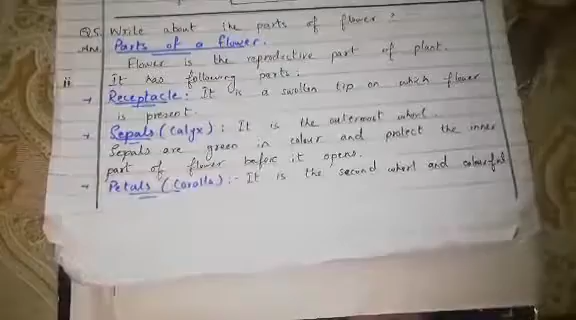 Q5. Write about the parts of flower?
Ans. Parts of a flower.
Flower is the reproductive part of plant.
ii It has following parts:
→ Receptacle: It is a swollen tip on which flower
is present.
→ Sepals (Calyx): It is the outermost whorl.
Sepals are green in colour and protect the inner
part of flower before it opens.
→ Petals (Corolla):- It is the second whorl and colourful